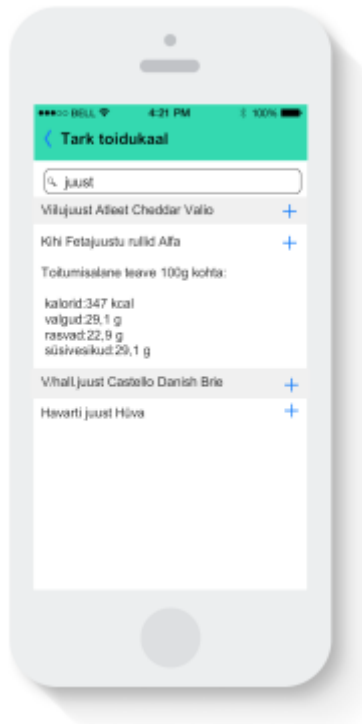 BELL 4:21 PM 100%
Tark toidukaal
juust
Viilujuust Atleet Cheddar Valio +
Kihi Fetajuustu rullid Alfa +
Toitumisalane teave 100g kohta:
kalorid:347 kcal
valgud:29,1 g
rasvad:22,9 g
süsivesikud:29,1 g
V/hall.juust Castello Danish Brie +
Havarti juust Hüva +